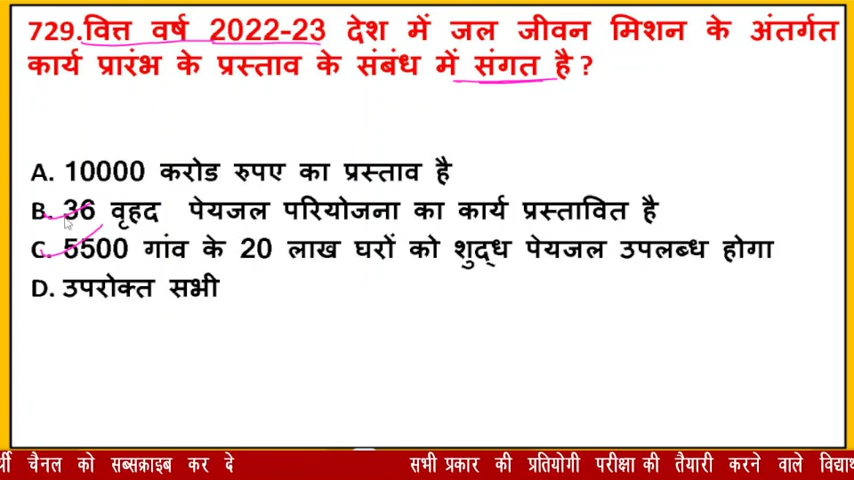 729.वित्त वर्ष 2022-23 देश में जल जीवन मिशन के अंतर्गत
कार्य प्रारंभ के प्रस्ताव के संबंध में संगत है ?
A. 10000 करोड रुपए का प्रस्ताव है
B. 36 वृहद पेयजल परियोजना का कार्य प्रस्तावित है
C. 5500 गांव के 20 लाख घरों को शुद्ध पेयजल उपलब्ध होगा
D. उपरोक्त सभी
र्थी चैनल को सब्सक्राइब कर दे सभी प्रकार की प्रतियोगी परीक्षा की तैयारी करने वाले विद्या